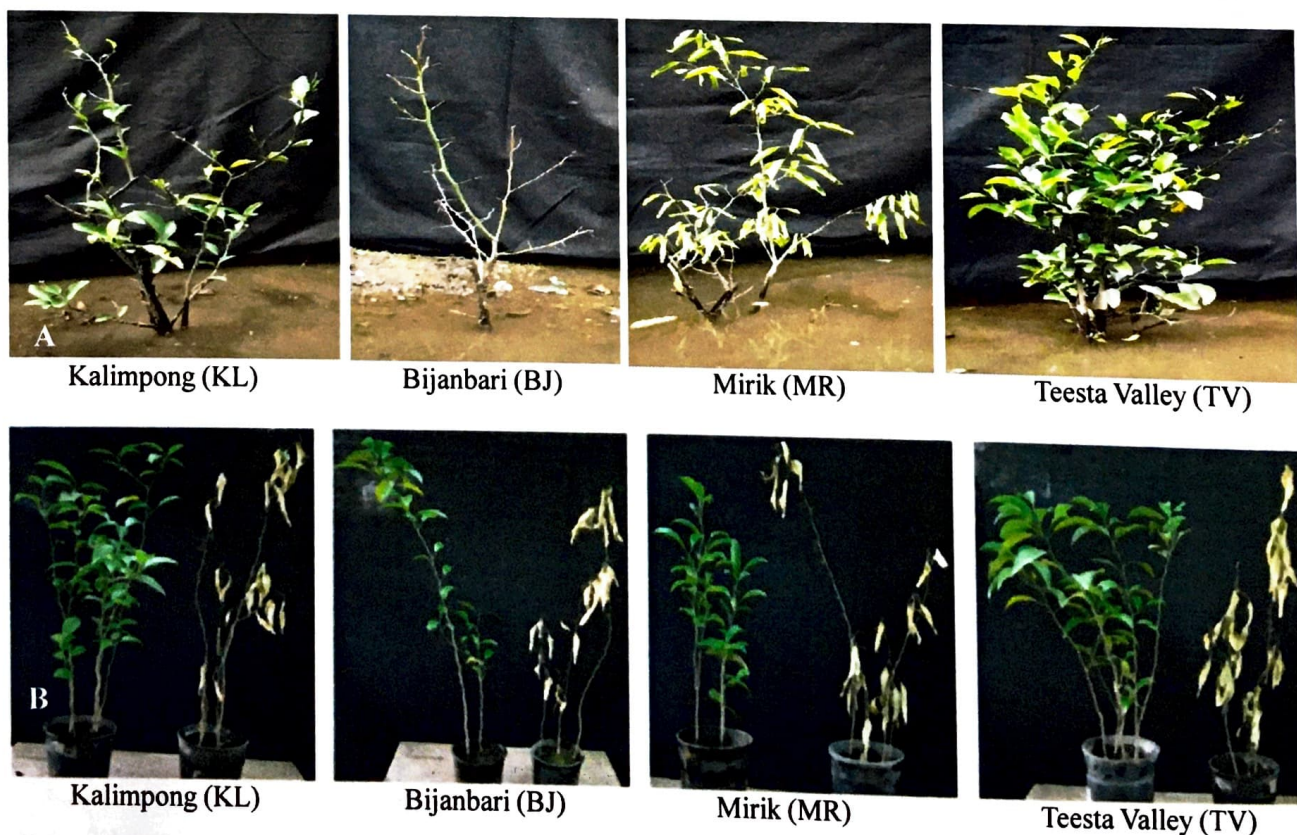 A
Kalimpong (KL)
Bijanbari (BJ)
Mirik (MR)
Teesta Valley (TV)
B
Kalimpong (KL)
Bijanbari (BJ)
Mirik (MR)
Teesta Valley (TV)